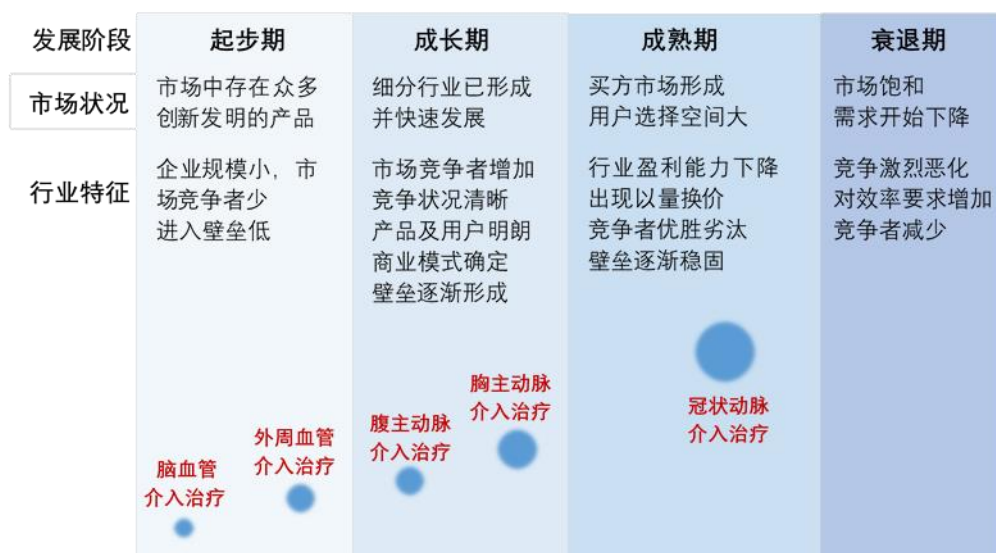 发展阶段
起步期
成长期
成熟期
衰退期
市场状况
市场中存在众多
创新发明的产品
细分行业已形成
并快速发展
买方市场形成
用户选择空间大
市场饱和
需求开始下降
行业特征
企业规模小，市
场竞争者少
进入壁垒低
市场竞争者增加
竞争状况清晰
产品及用户明朗
商业模式确定
壁垒逐渐形成
行业盈利能力下降
出现以量换价
竞争者优胜劣汰
壁垒逐渐稳固
竞争激烈恶化
对效率要求增加
竞争者减少
脑血管
介入治疗
外周血管
介入治疗
腹主动脉
介入治疗
胸主动脉
介入治疗
冠状动脉
介入治疗